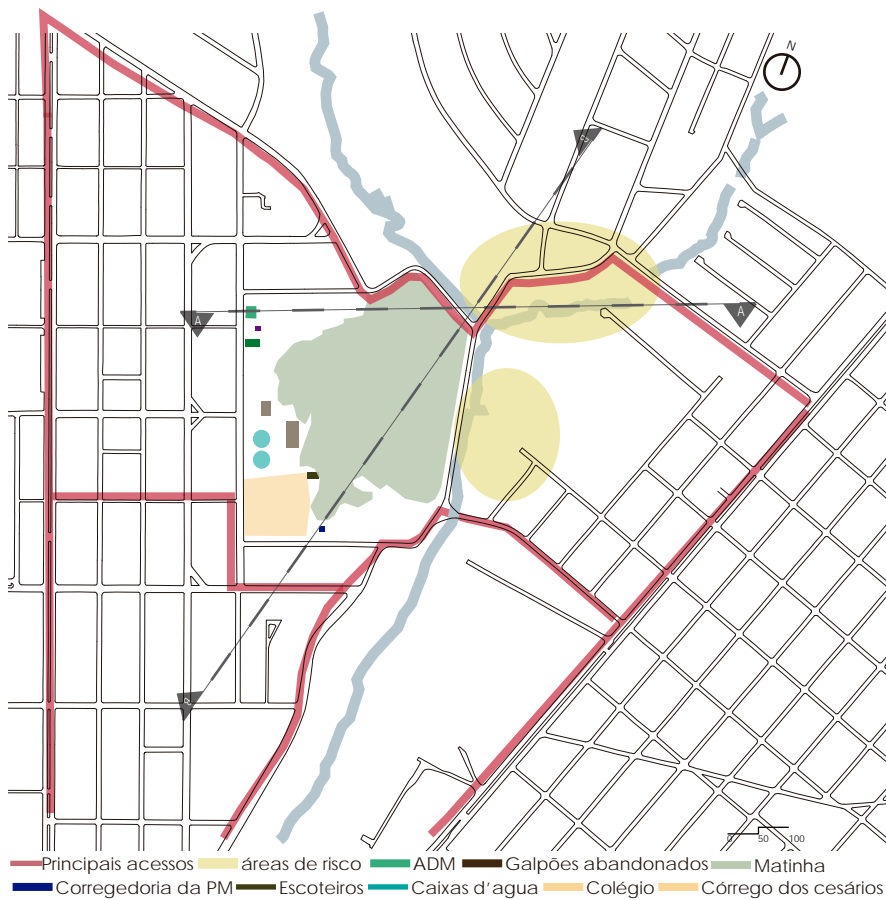 N
A
A
0 50 100
Principais acessos áreas de risco ADM Galpões abandonados Matinha
Corregedoria da PM Escoteiros Caixas d'agua Colégio Córrego dos cesários